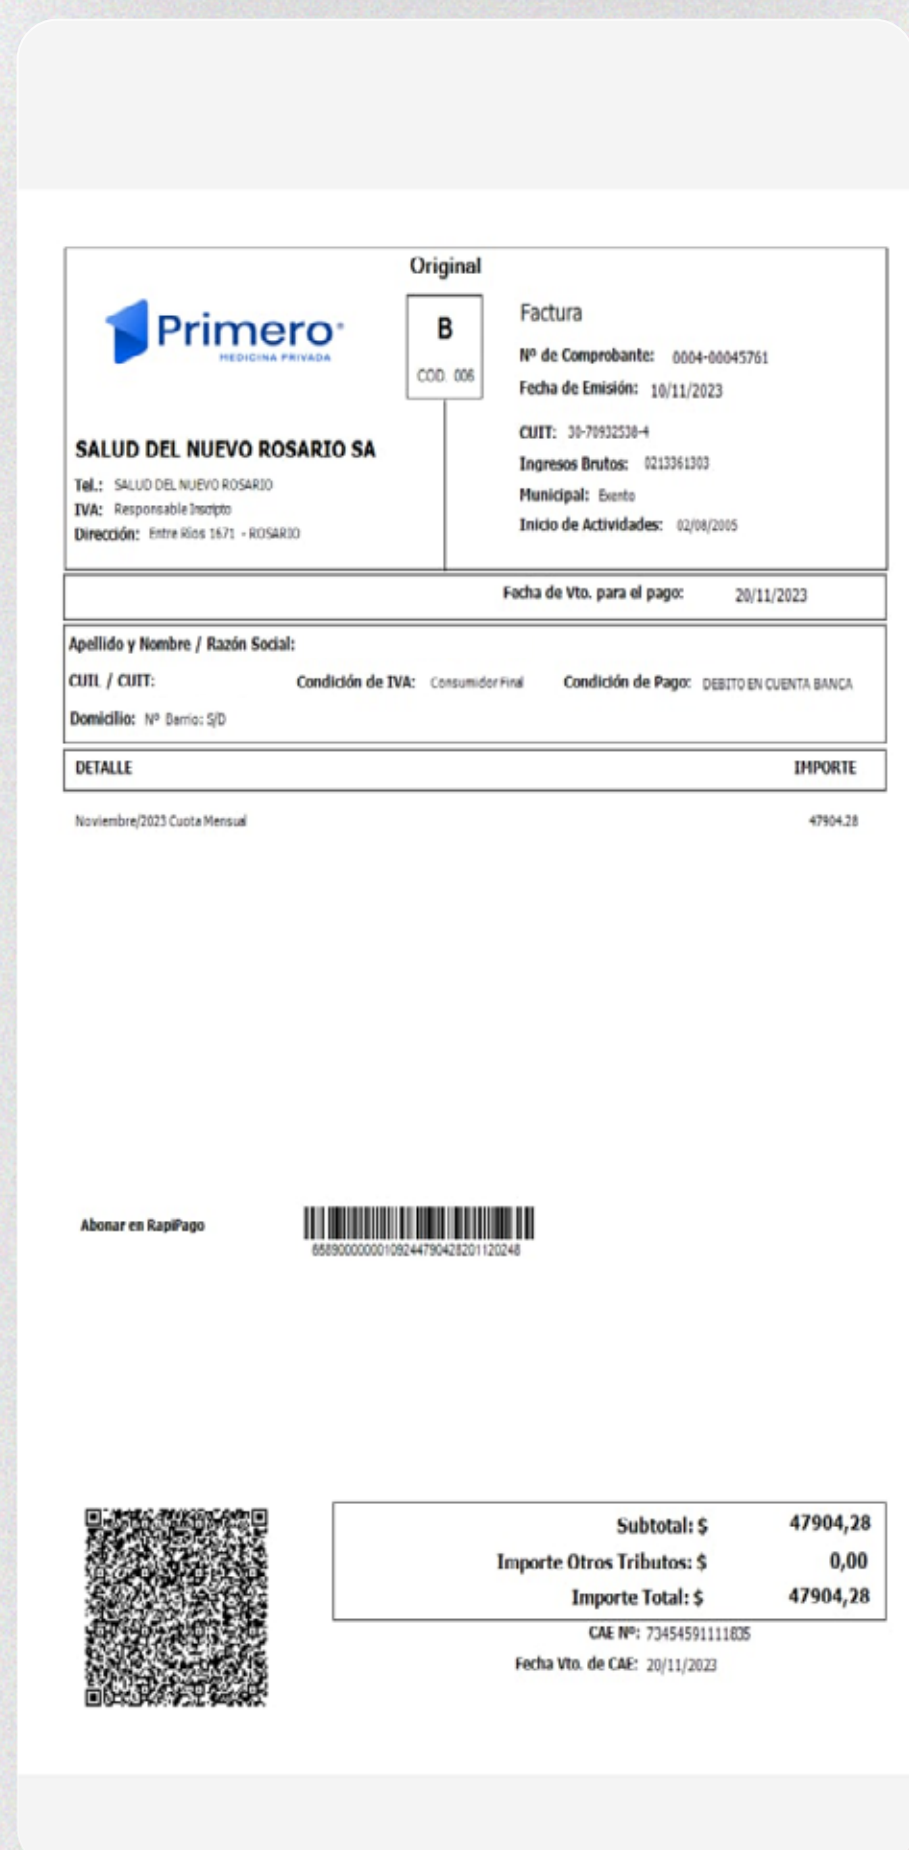 Original
Primero
MEDICINA PRIVADA
B
COD. 006
Factura
Nº de Comprobante: 0004-00045761
Fecha de Emisión: 10/11/2023
CUIT: 30-70932538-4
Ingresos Brutos: 0213361303
Municipal: Exento
Inicio de Actividades: 02/08/2005
SALUD DEL NUEVO ROSARIO SA
Tel.: SALUD DEL NUEVO ROSARIO
IVA: Responsable Inscripto
Dirección: Entre Ríos 1671 - ROSARIO
Fecha de Vto. para el pago: 20/11/2023
Apellido y Nombre / Razón Social:
CUIL / CUIT: Condición de IVA: Consumidor Final Condición de Pago: DEBITO EN CUENTA BANCA
Domicilio: Nº Barrio: S/D
DETALLE IMPORTE
Noviembre/2023 Cuota Mensual 47904.28
Abonar en RapiPago
Subtotal: $ 47904,28
Importe Otros Tributos: $ 0,00
Importe Total: $ 47904,28
CAE Nº: 73454591111835
Fecha Vto. de CAE: 20/11/2023